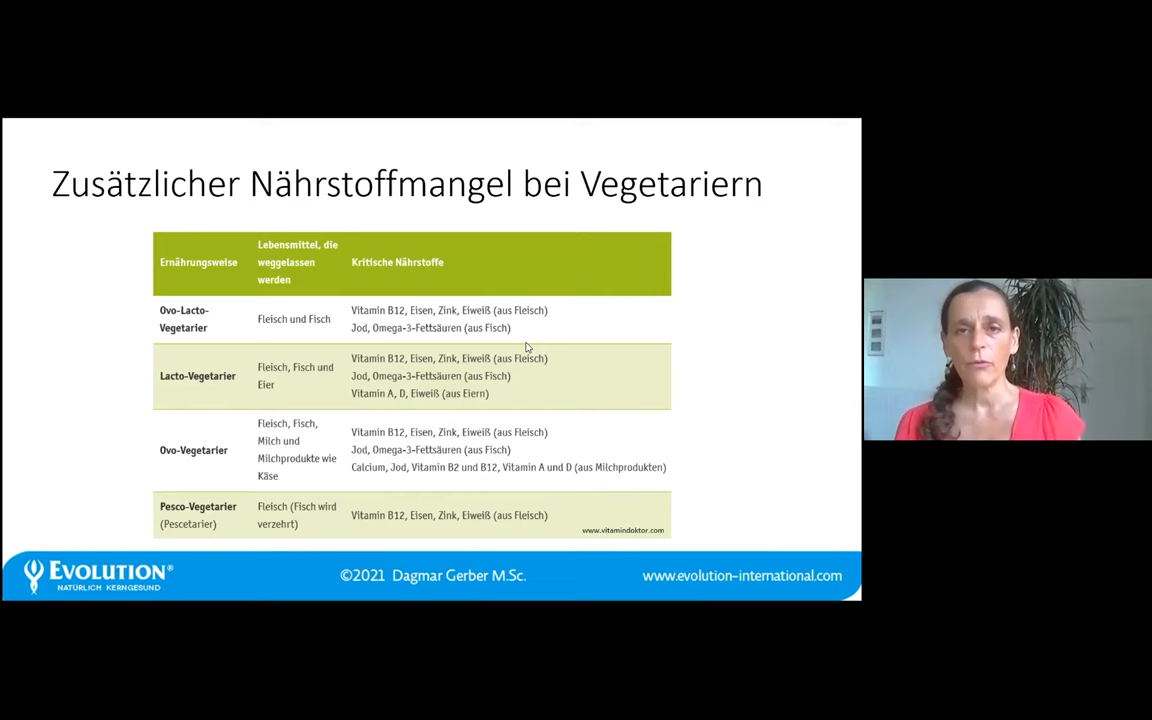 Zusätzlicher Nährstoffmangel bei Vegetariern
Ernährungsweise
Lebensmittel, die
weggelassen
werden
Kritische Nährstoffe
Ovo-Lacto-
Vegetarier
Fleisch und Fisch
Vitamin B12, Eisen, Zink, Eiweiß (aus Fleisch)
Jod, Omega-3-Fettsäuren (aus Fisch)
Lacto-Vegetarier
Fleisch, Fisch und
Eier
Vitamin B12, Eisen, Zink, Eiweiß (aus Fleisch)
Jod, Omega-3-Fettsäuren (aus Fisch)
Vitamin A, D, Eiweiß (aus Eiern)
Ovo-Vegetarier
Fleisch, Fisch,
Milch und
Milchprodukte wie
Käse
Vitamin B12, Eisen, Zink, Eiweiß (aus Fleisch)
Jod, Omega-3-Fettsäuren (aus Fisch)
Calcium, Jod, Vitamin B2 und B12, Vitamin A und D (aus Milchprodukten)
Pesco-Vegetarier
(Pescetarier)
Fleisch (Fisch wird
verzehrt)
Vitamin B12, Eisen, Zink, Eiweiß (aus Fleisch)
www.vitamindoktor.com
EVOLUTION®
NATÜRLICH KERNGESUND
©2021 Dagmar Gerber M.Sc.
www.evolution-international.com